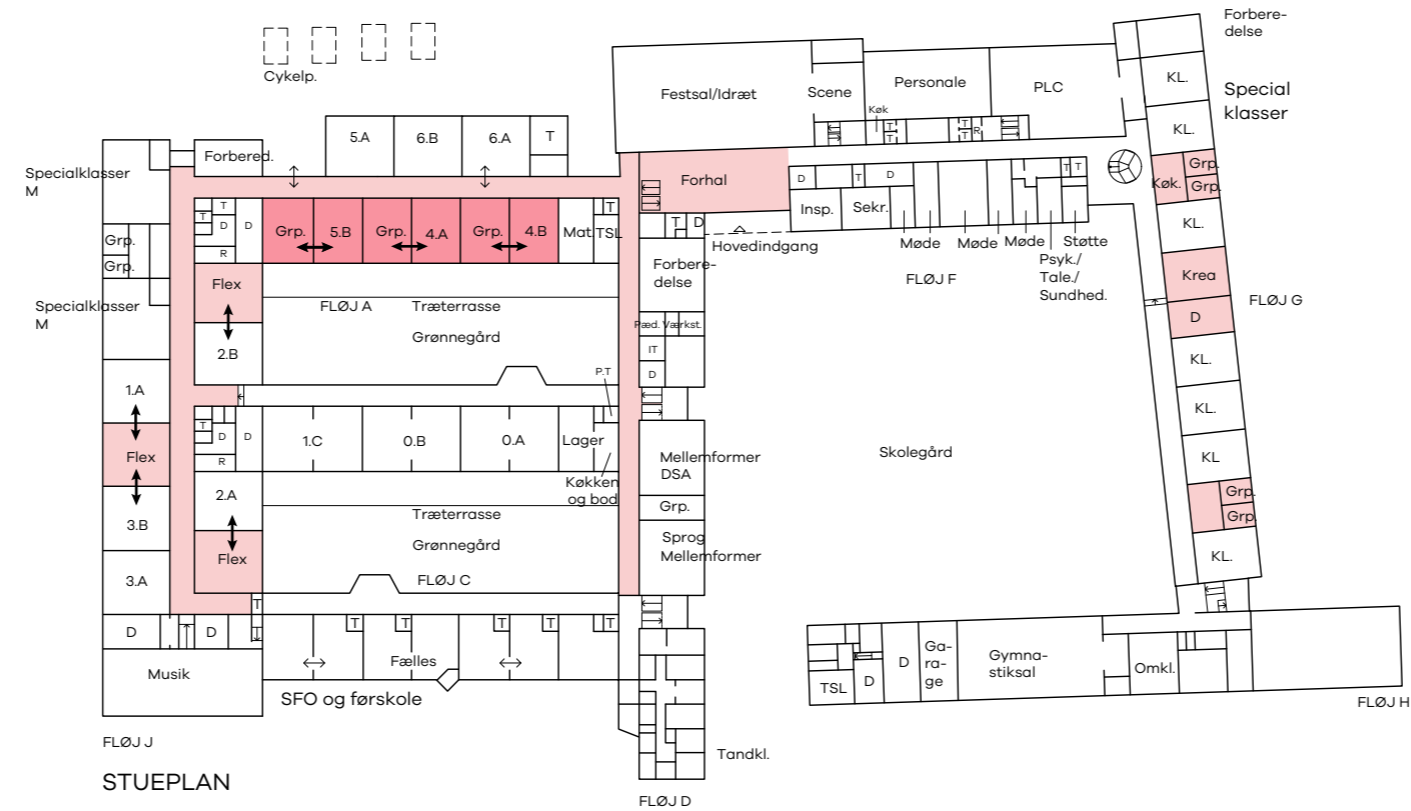 Cykelp.
Forbere-
delse
KL.
KL.
Special
klasser
Festsal/Idræt
Scene
Personale
PLC
Køk
T
T
T
T
R
5.A
6.B
6.A
T
Forbered.
Specialklasser
M
Forhal
D
T
D
T
T
Insp.
Sekr.
Køk.
Grp.
Grp.
KL.
T
T
D
D
R
Grp.
5.B
Grp.
4.A
Grp.
4.B
Mat.
T
TSL
T
D
Hovedindgang
Møde
Møde
Møde
Støtte
Psyk./
Tale./
Sundhed.
FLØJ F
Grp.
Grp.
Forbere-
delse
Krea
FLØJ G
D
Specialklasser
M
Flex
FLØJ A
Træterrasse
Grønnegård
Pæd.
Værkst.
2.B
IT
D
P.T
KL.
1.A
KL.
T
T
D
D
R
1.C
0.B
0.A
Lager
Køkken
og bod
Mellemformer
DSA
Skolegård
Flex
KL
2.A
Grp.
Grp.
Grp.
3.B
Træterrasse
Grønnegård
Sprog
Mellemformer
Flex
KL.
3.A
FLØJ C
T
D
D
T
T
T
T
T
Musik
Fælles
SFO og førskole
TSL
D
D
Ga-
ra-
ge
Gymna-
stiksal
Omkl.
FLØJ H
FLØJ J
Tandkl.
STUEPLAN
FLØJ D